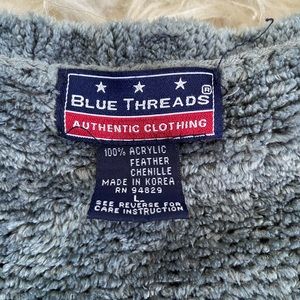 BLUE THREADS®
AUTHENTIC CLOTHING
100% ACRYLIC
FEATHER
CHENILLE
MADE IN KOREA
RN 94829
L
SEE REVERSE FOR
CARE INSTRUCTION